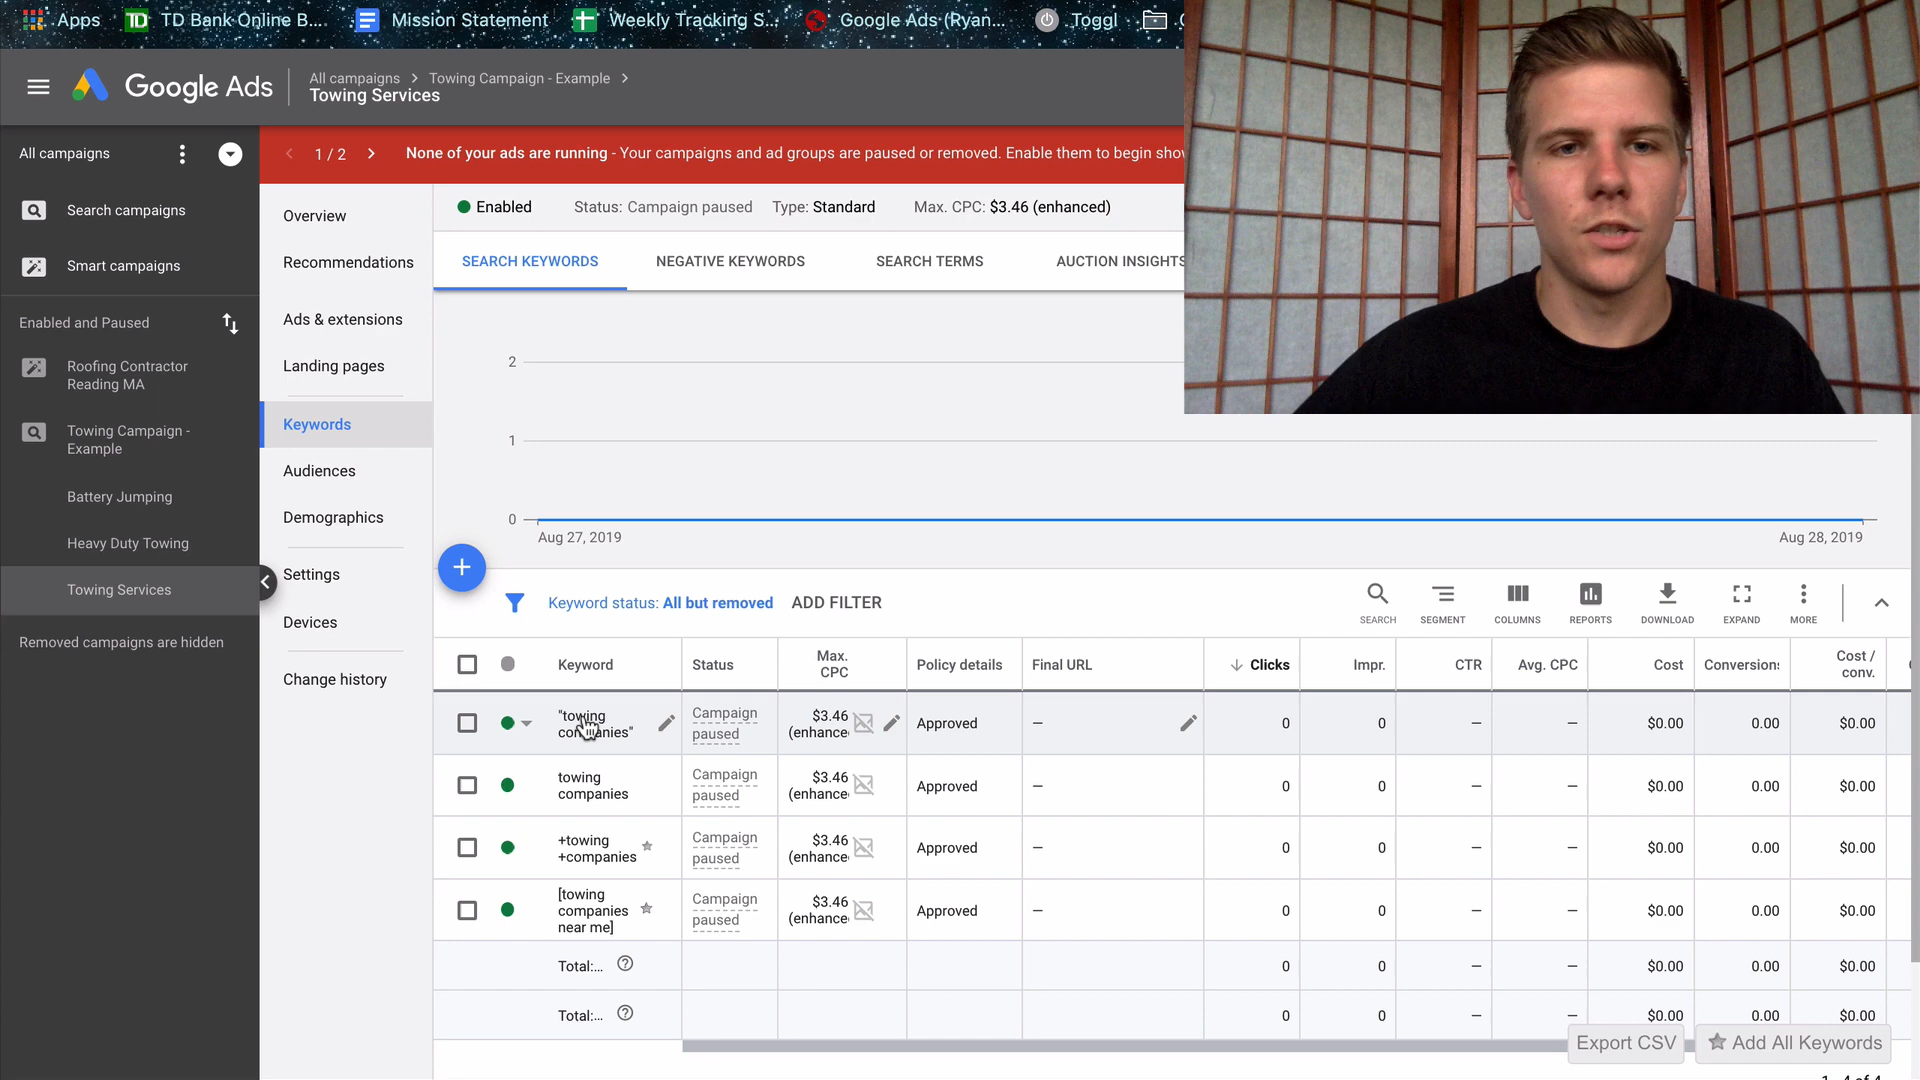 Apps
TD Bank Online B...
Mission Statement
Weekly Tracking S...
Google Ads (Ryan...
Toggl
Google Ads
All campaigns > Towing Campaign - Example >
Towing Services
All campaigns
1 / 2
None of your ads are running - Your campaigns and ad groups are paused or removed. Enable them to begin
Search campaigns
Smart campaigns
Enabled and Paused
Roofing Contractor
Reading MA
Towing Campaign -
Example
Battery Jumping
Heavy Duty Towing
Towing Services
Removed campaigns are hidden
Overview
Recommendations
Ads & extensions
Landing pages
Keywords
Audiences
Demographics
Settings
Devices
Change history
Enabled Status: Campaign paused Type: Standard Max. CPC: $3.46 (enhanced)
SEARCH KEYWORDS NEGATIVE KEYWORDS SEARCH TERMS AUCTION INSIGHTS
2
1
0
Aug 27, 2019 Aug 28, 2019
Keyword status: All but removed ADD FILTER
SEARCH SEGMENT COLUMNS REPORTS DOWNLOAD EXPAND MORE
Keyword Status Max. CPC Policy details Final URL Clicks Impr. CTR Avg. CPC Cost Conversions Cost / conv.
"towing companies" Campaign paused $3.46 (enhance Approved — 0 0 — — $0.00 0.00 $0.00
towing companies Campaign paused $3.46 (enhance Approved — 0 0 — — $0.00 0.00 $0.00
+towing +companies Campaign paused $3.46 (enhance Approved — 0 0 — — $0.00 0.00 $0.00
[towing companies near me] Campaign paused $3.46 (enhance Approved — 0 0 — — $0.00 0.00 $0.00
Total:... 0 0 — — $0.00 0.00 $0.00
Total:... 0 0 — — $0.00 0.00 $0.00
Export CSV
Add All Keywords